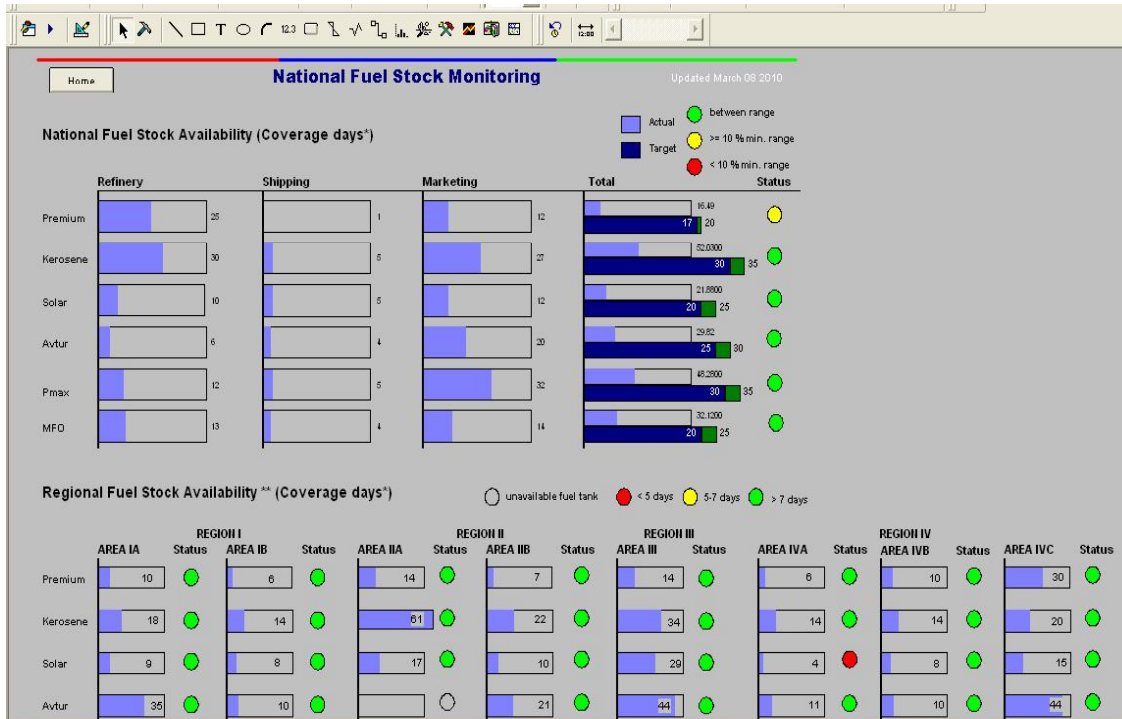 12.3
12:00
Home
National Fuel Stock Monitoring
Updated March 08 2010
National Fuel Stock Availability (Coverage days*)
Actual
Target
between range
>= 10 % min. range
< 10 % min. range
Refinery Shipping Marketing Total Status
Premium 25 1 12 16.49 17 20
Kerosene 30 5 27 52.0300 30 35
Solar 10 5 12 21.8800 20 25
Avtur 6 4 20 29.82 25 30
Pmax 12 5 32 48.2800 30 35
MFO 13 4 14 32.1200 20 25
Regional Fuel Stock Availability ** (Coverage days*)
unavailable fuel tank < 5 days 5-7 days > 7 days
REGION I REGION II REGION III REGION IV
AREA IA Status AREA IB Status AREA IIA Status AREA IIB Status AREA III Status AREA IVA Status AREA IVB Status AREA IVC Status
Premium 10 6 14 7 14 6 10 30
Kerosene 18 14 61 22 34 14 14 20
Solar 9 8 17 10 29 4 8 15
Avtur 35 10 21 44 11 10 44